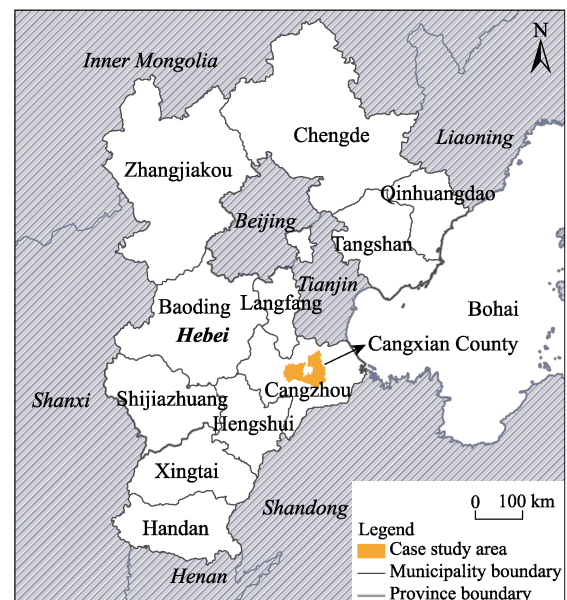 N
Inner Mongolia
Chengde
Liaoning
Zhangjiakou
Qinhuangdao
Beijing
Tangshan
Tianjin
Baoding
Langfang
Bohai
Hebei
Cangxian County
Cangzhou
Shanxi
Shijiazhuang
Hengshui
Xingtai
Shandong
0 100 km
Handan
Legend
Case study area
Henan
Municipality boundary
Province boundary